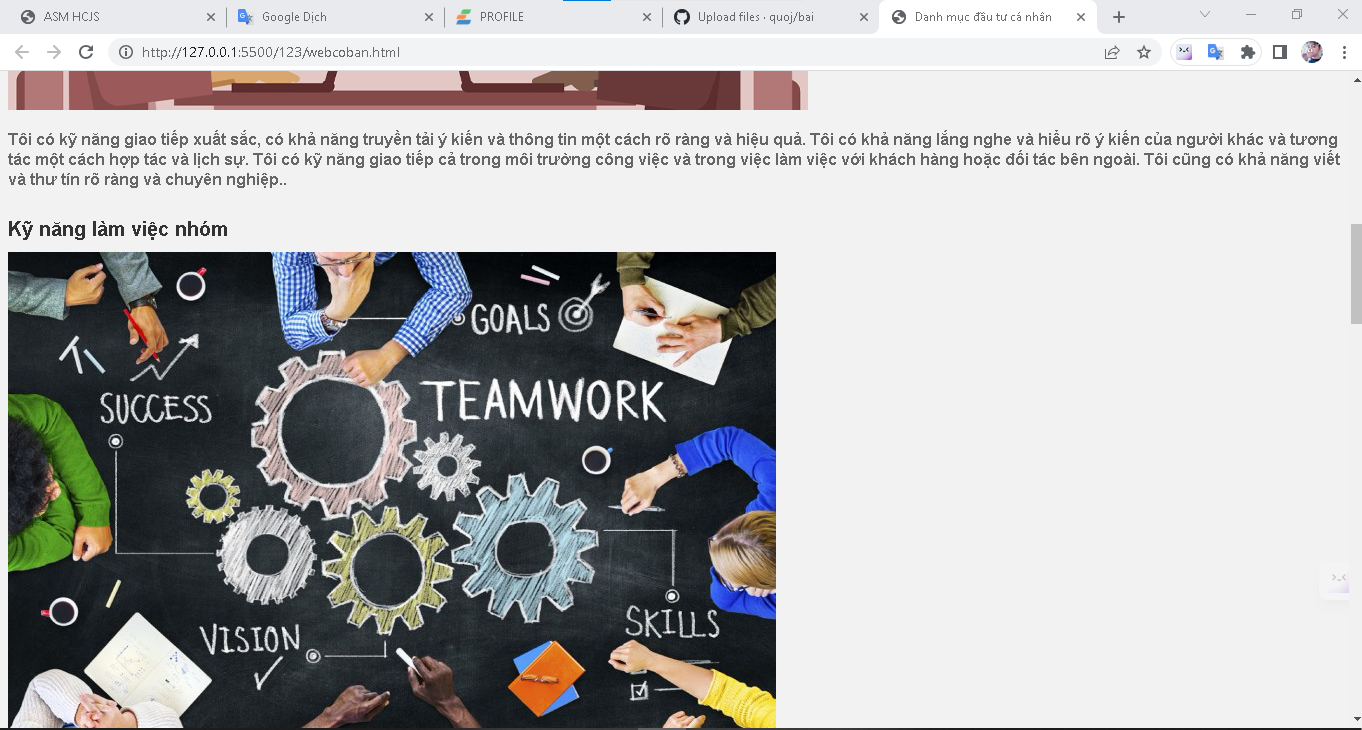 ASM HCJS
Google Dịch
PROFILE
Upload files · quoj/bai
Danh mục đầu tư cá nhân
http://127.0.0.1:5500/123/webcoban.html
Tôi có kỹ năng giao tiếp xuất sắc, có khả năng truyền tải ý kiến và thông tin một cách rõ ràng và hiệu quả. Tôi có khả năng lắng nghe và hiểu rõ ý kiến của người khác và tương
tác một cách hợp tác và lịch sự. Tôi có kỹ năng giao tiếp cả trong môi trường công việc và trong việc làm việc với khách hàng hoặc đối tác bên ngoài. Tôi cũng có khả năng viết
và thư tín rõ ràng và chuyên nghiệp..
Kỹ năng làm việc nhóm
GOALS
TEAMWORK
SUCCESS
SKILLS
VISION